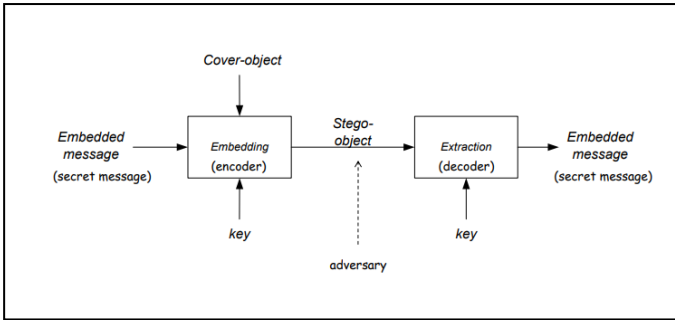 Cover-object
Embedded
message
(secret message)
Embedding
(encoder)
Stego-
object
Extraction
(decoder)
Embedded
message
(secret message)
key
key
adversary